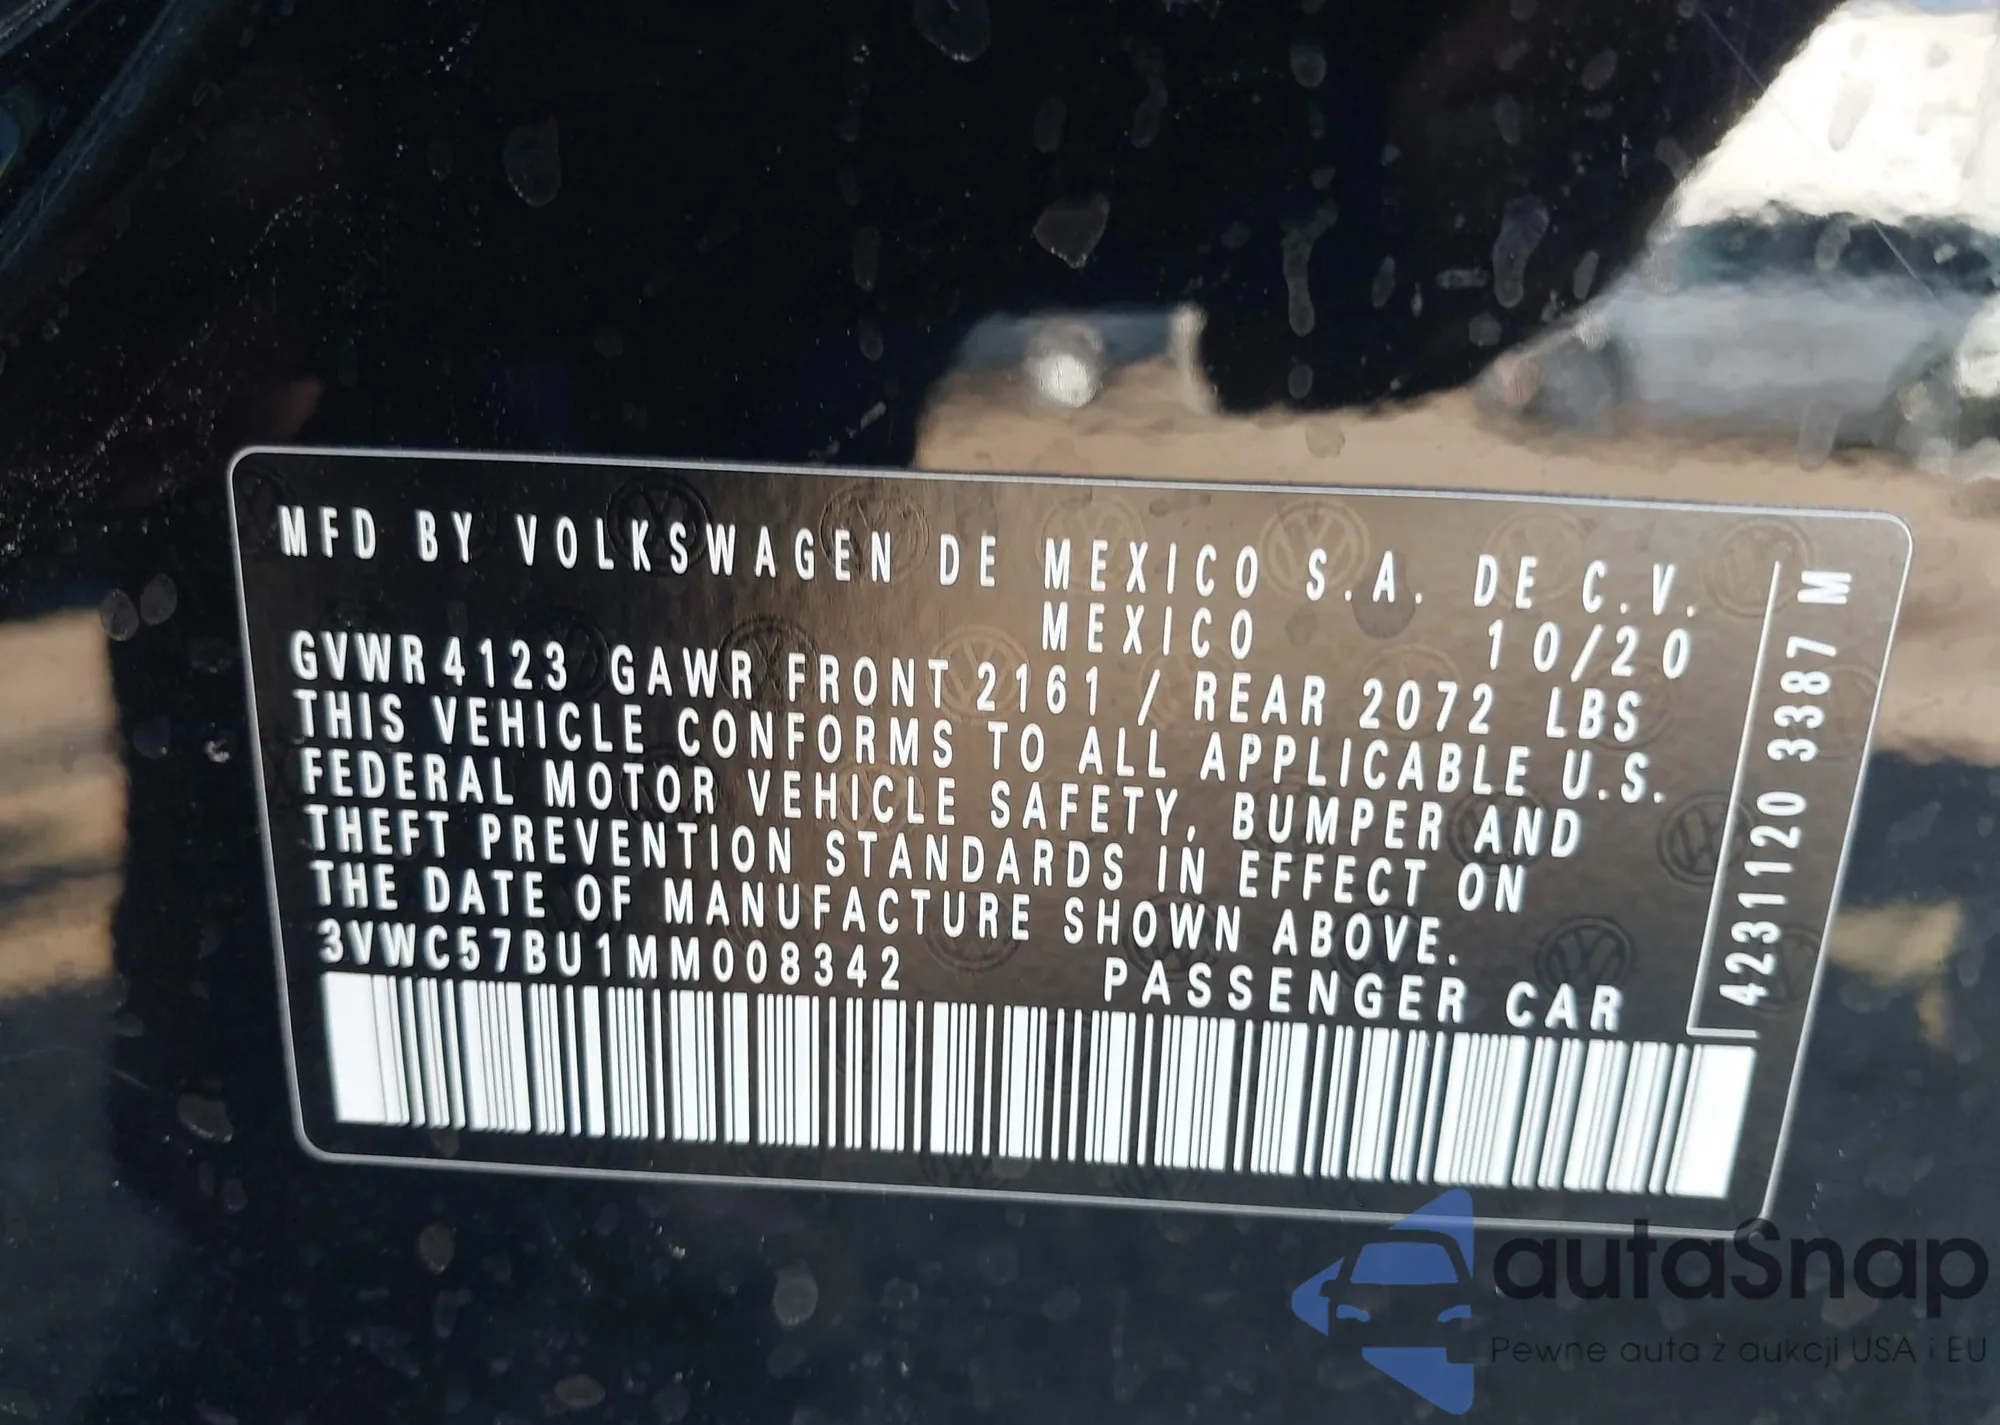 MFD BY VOLKSWAGEN DE MEXICO S.A. DE C.V.
MEXICO 10/20
GVWR 4123 GAWR FRONT 2161 / REAR 2072 LBS
THIS VEHICLE CONFORMS TO ALL APPLICABLE U.S.
FEDERAL MOTOR VEHICLE SAFETY, BUMPER AND
THEFT PREVENTION STANDARDS IN EFFECT ON
THE DATE OF MANUFACTURE SHOWN ABOVE.
3VWC57BU1MM008342 PASSENGER CAR
4231120 3387 M
autaSnap
Pewne auta z aukcji USA i EU